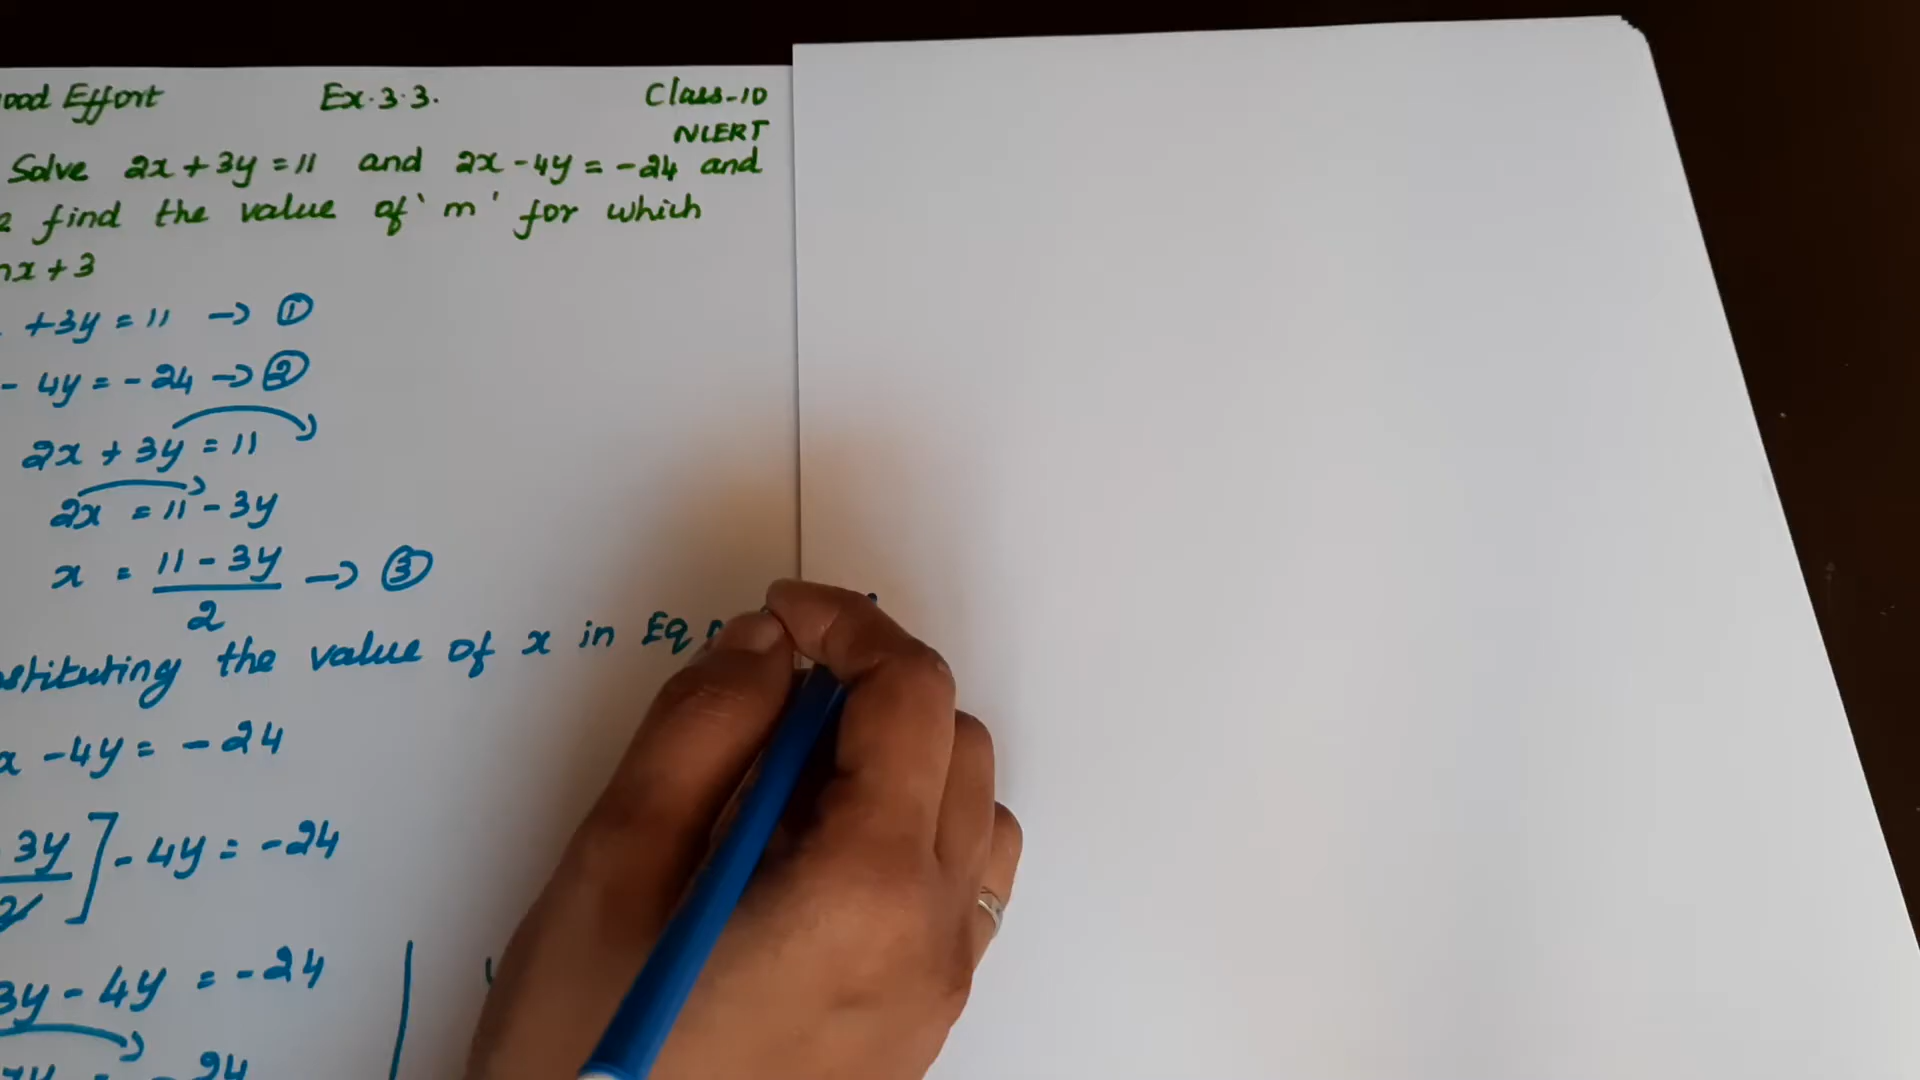 Effort Ex.3.3. Class-10
NCERT
Solve 2x + 3y = 11 and 2x - 4y = -24 and
find the value of 'm' for which
x + 3
+3y = 11 -> ①
- 4y = -24 -> ②
2x + 3y = 11
2x = 11 - 3y
x = 11 - 3y / 2 -> ③
the value of x in Eq
x - 4y = -24
3y / 2 ] - 4y = -24
3y - 4y = -24
-24